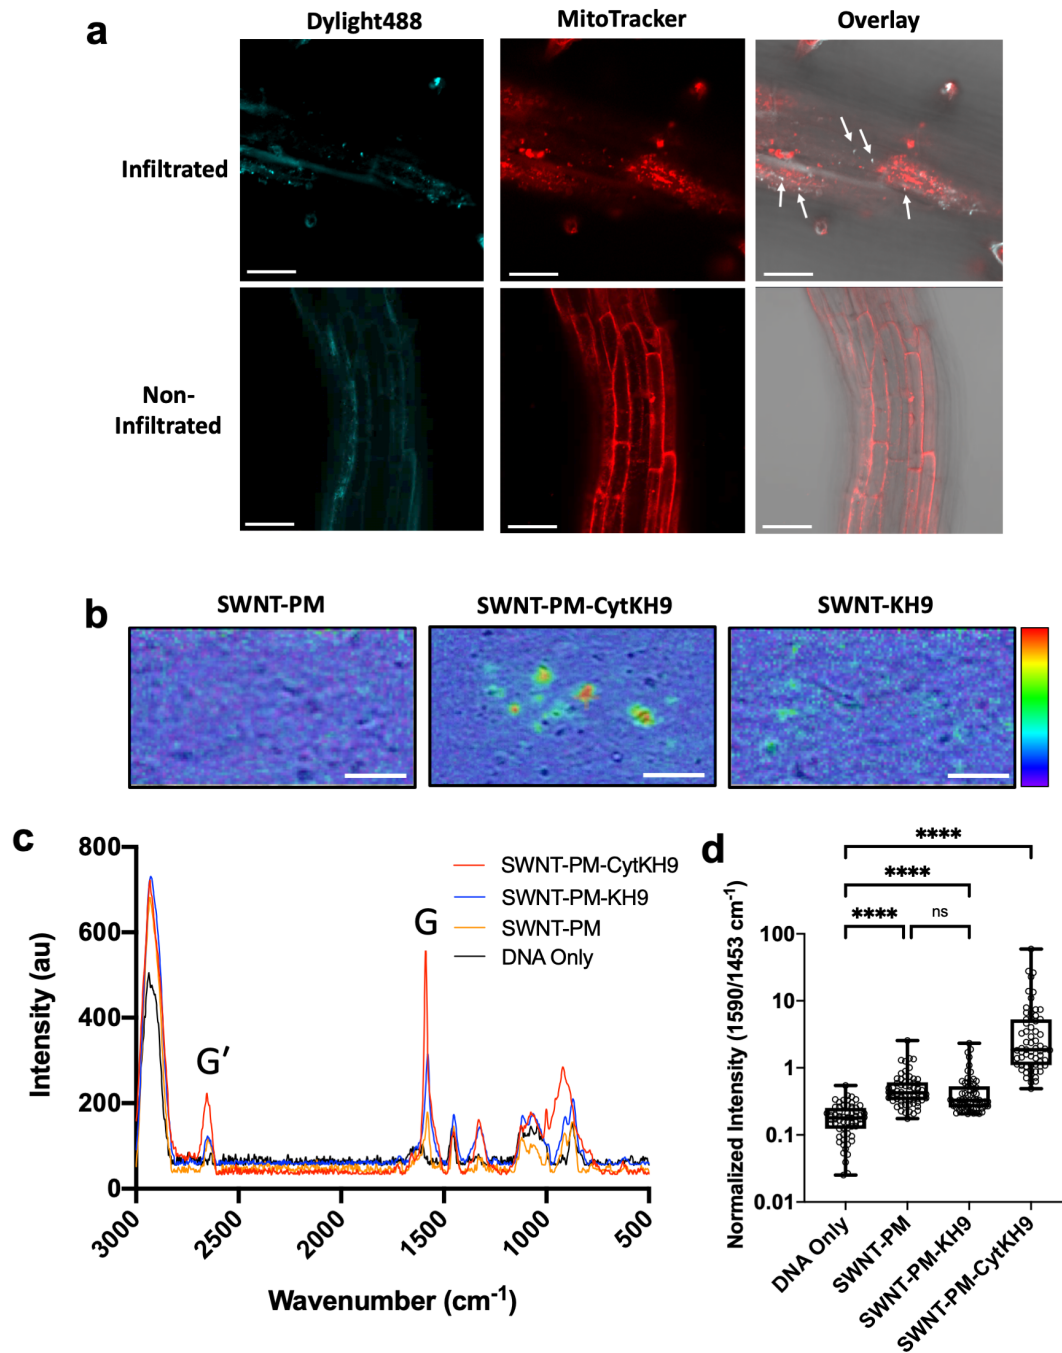 a
Dylight488 MitoTracker Overlay
Infiltrated
Non-
Infiltrated
b
SWNT-PM SWNT-PM-CytKH9 SWNT-KH9
c
800
600
400
200
0
Intensity (au)
3000 2500 2000 1500 1000 500
Wavenumber (cm⁻¹)
G′
G
SWNT-PM-CytKH9
SWNT-PM-KH9
SWNT-PM
DNA Only
d
****
****
**** ns
100
10
1
0.1
0.01
Normalized Intensity (1590/1453 cm⁻¹)
DNA Only
SWNT-PM
SWNT-PM-KH9
SWNT-PM-CytKH9